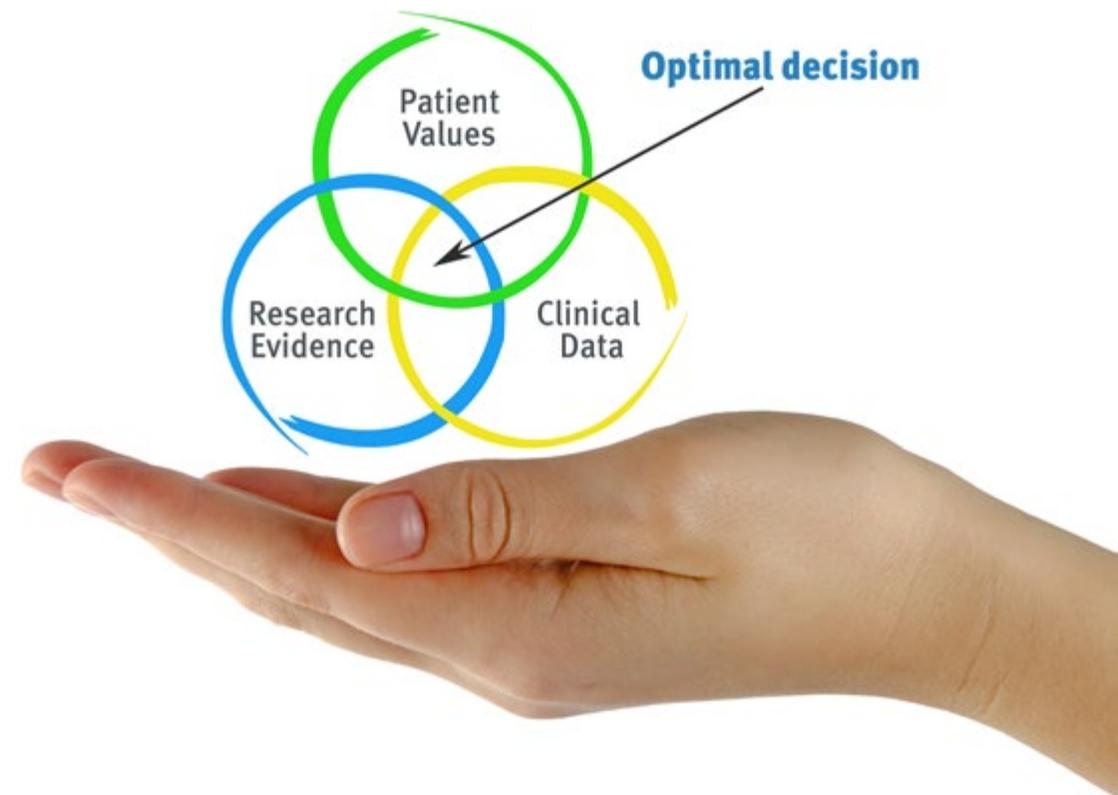 Optimal decision
Patient
Values
Research
Evidence
Clinical
Data